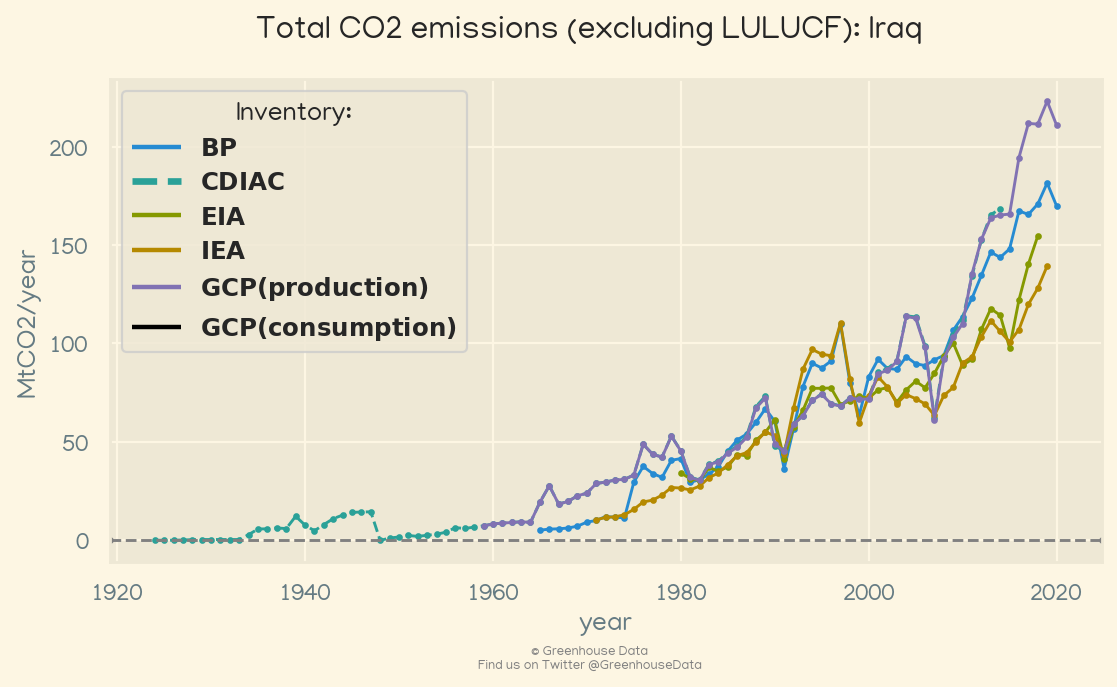 Total CO2 emissions (excluding LULUCF): Iraq
Inventory:
BP
CDIAC
EIA
IEA
GCP(production)
GCP(consumption)
MtCO2/year
200
150
100
50
0
1920
1940
1960
1980
2000
2020
year
© Greenhouse Data
Find us on Twitter @GreenhouseData